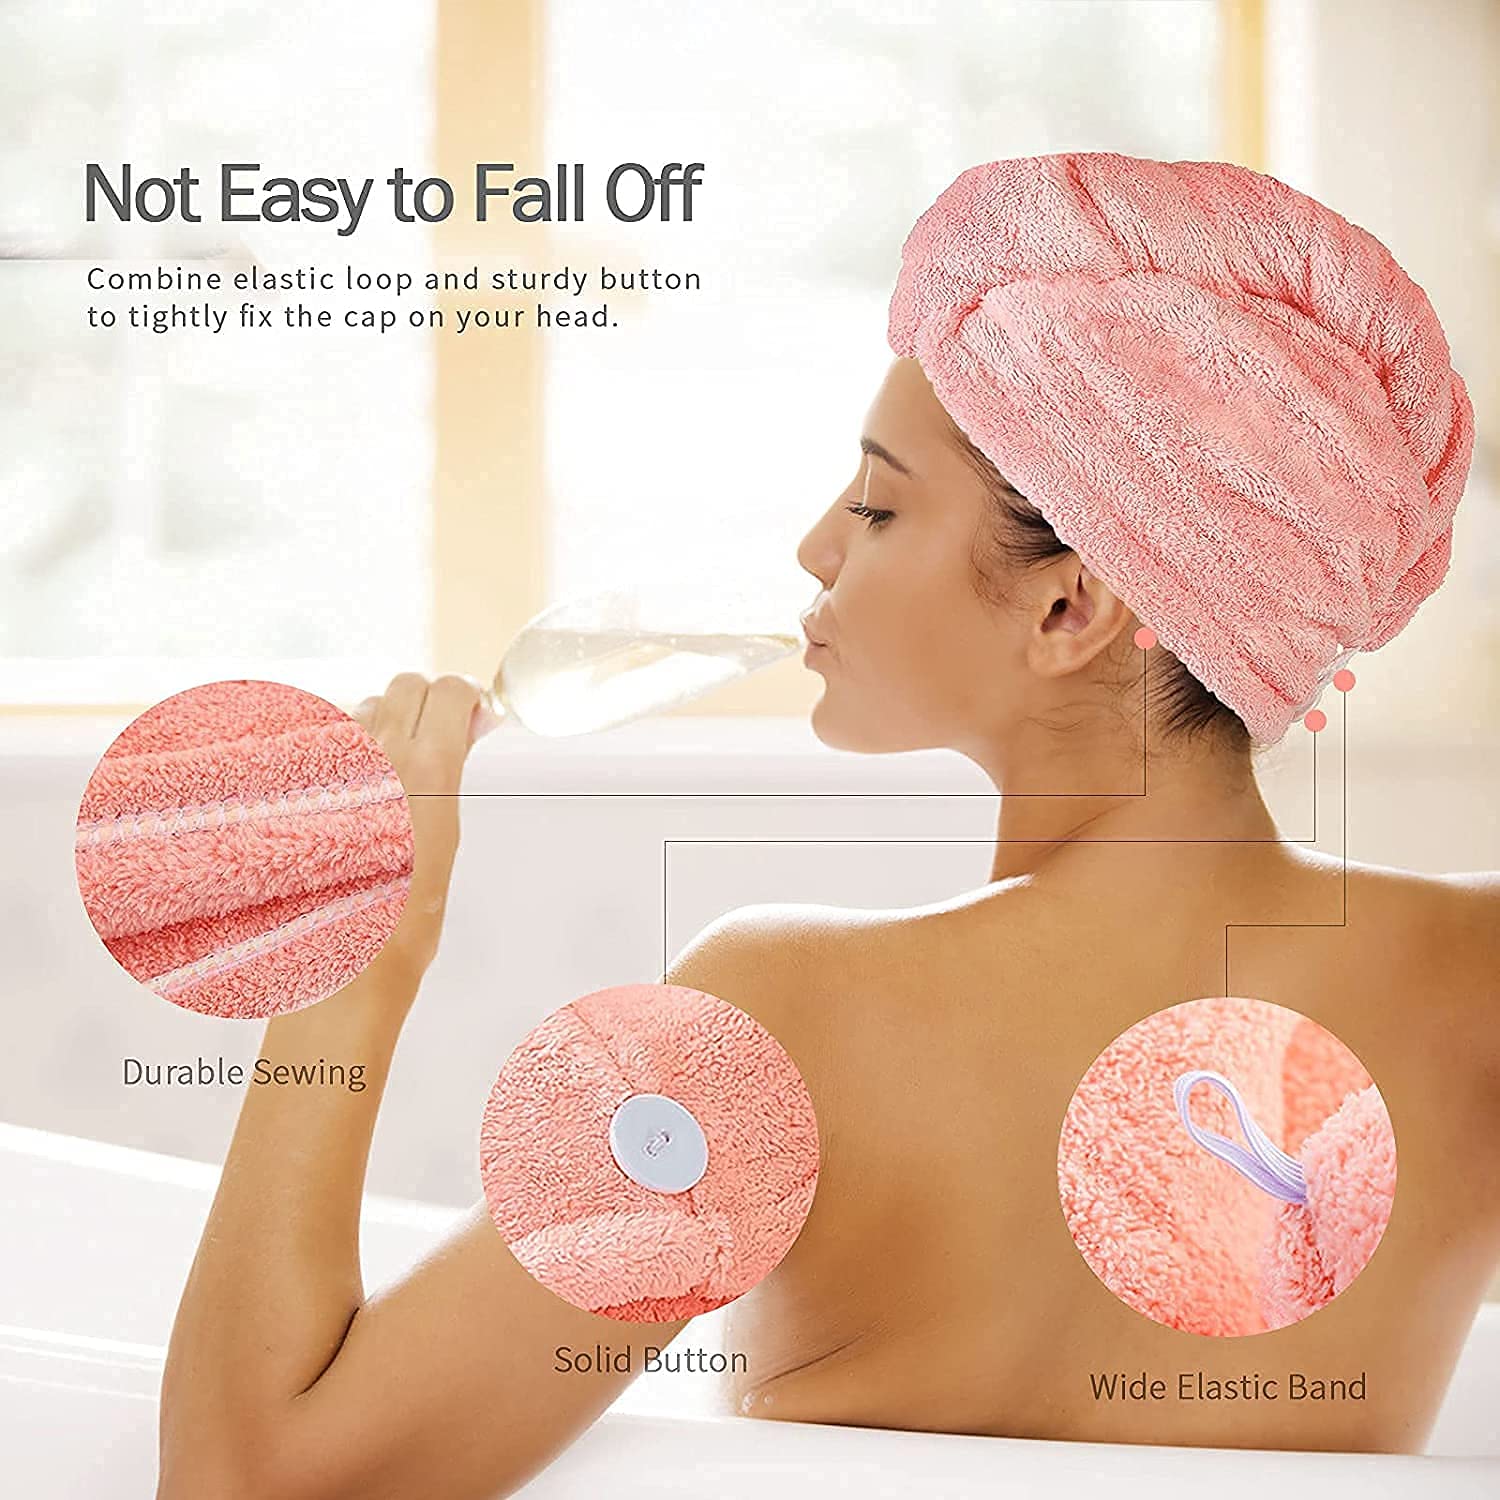 Not Easy to Fall Off
Combine elastic loop and sturdy button
to tightly fix the cap on your head.
Durable Sewing
Solid Button
Wide Elastic Band